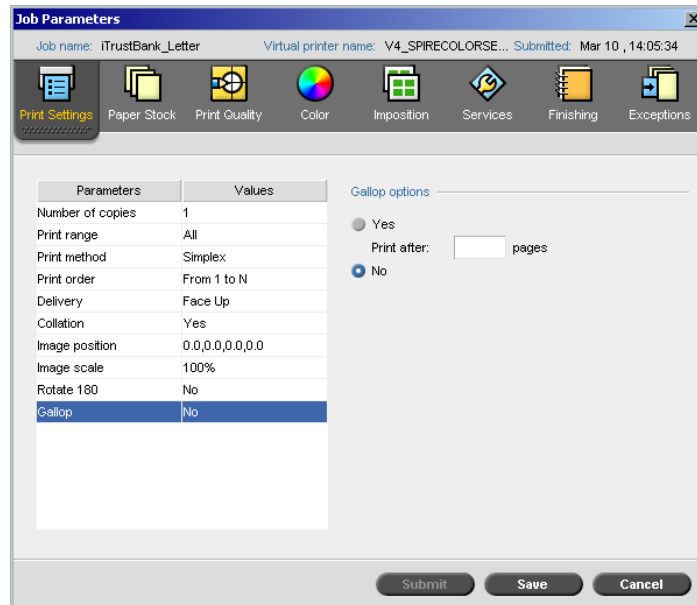 Job Parameters
Job name: iTrustBank_Letter Virtual printer name: V4_SPIRECOLORSE... Submitted: Mar 10 , 14:05:34
Print Settings Paper Stock Print Quality Color Imposition Services Finishing Exceptions
Parameters Values
Number of copies 1
Print range All
Print method Simplex
Print order From 1 to N
Delivery Face Up
Collation Yes
Image position 0.0,0.0,0.0,0.0
Image scale 100%
Rotate 180 No
Gallop No
Gallop options
Yes
Print after: pages
No
Submit Save Cancel